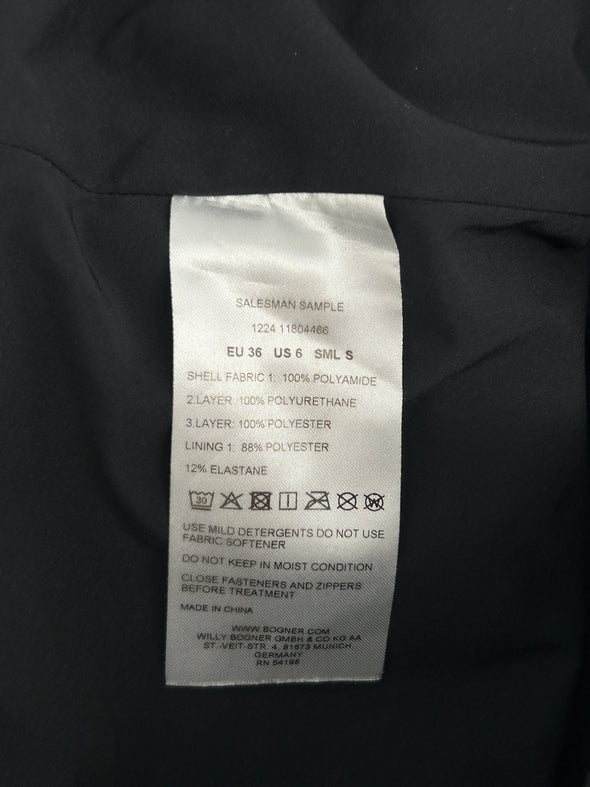 SALESMAN SAMPLE
1224 11804466
EU 36 US 6 SML S
SHELL FABRIC 1: 100% POLYAMIDE
2.LAYER: 100% POLYURETHANE
3.LAYER: 100% POLYESTER
LINING 1: 88% POLYESTER
12% ELASTANE
30
USE MILD DETERGENTS DO NOT USE
FABRIC SOFTENER
DO NOT KEEP IN MOIST CONDITION
CLOSE FASTENERS AND ZIPPERS
BEFORE TREATMENT
MADE IN CHINA
WWW.BOGNER.COM
WILLY BOGNER GMBH & CO KG AA
ST.-VEIT-STR. 4, 81673 MUNICH,
GERMANY
RN 54198